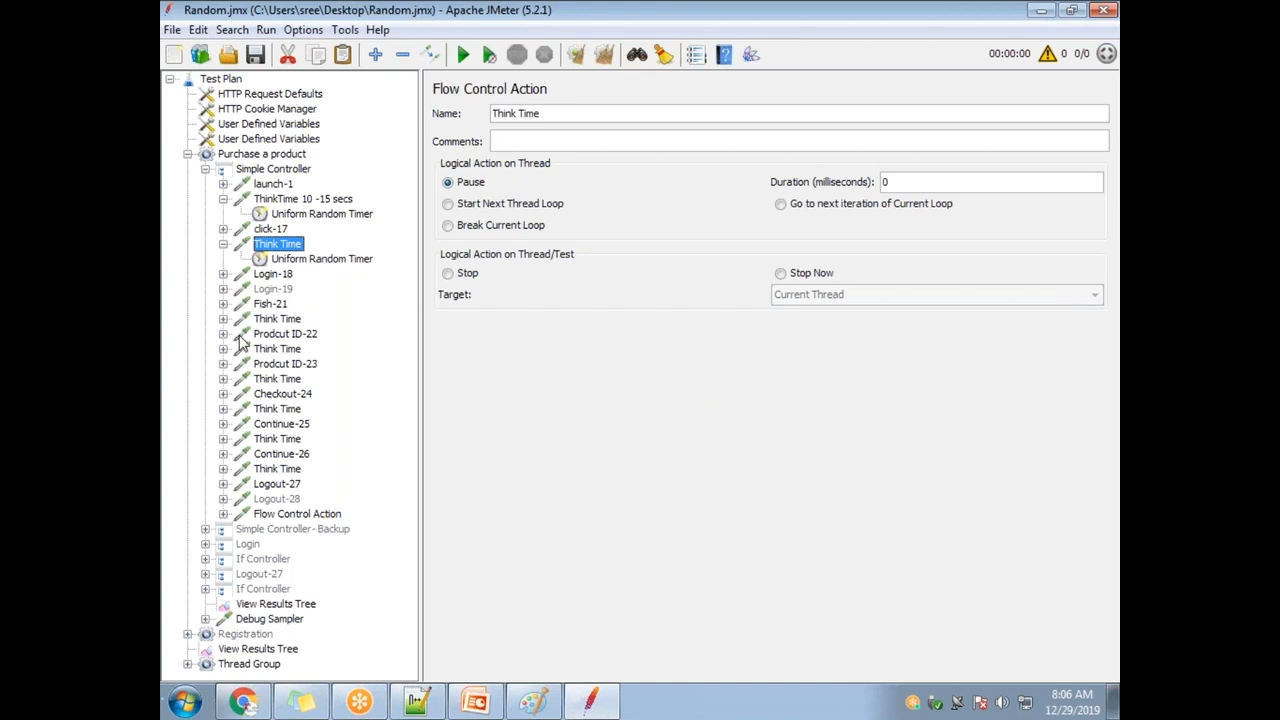 Random.jmx (C:\Users\sree\Desktop\Random.jmx) - Apache JMeter (5.2.1)
File Edit Search Run Options Tools Help
00:00:00 0 0/0
Test Plan
HTTP Request Defaults
HTTP Cookie Manager
User Defined Variables
User Defined Variables
Purchase a product
Simple Controller
launch-1
ThinkTime 10 -15 secs
Uniform Random Timer
click-17
Think Time
Uniform Random Timer
Login-18
Login-19
Fish-21
Think Time
Prodcut ID-22
Think Time
Prodcut ID-23
Think Time
Checkout-24
Think Time
Continue-25
Think Time
Continue-26
Think Time
Logout-27
Logout-28
Flow Control Action
Simple Controller- Backup
Login
If Controller
Logout-27
If Controller
View Results Tree
Debug Sampler
Registration
View Results Tree
Thread Group
Flow Control Action
Name: Think Time
Comments:
Logical Action on Thread
Pause Duration (miliseconds): 0
Start Next Thread Loop Go to next iteration of Current Loop
Break Current Loop
Logical Action on Thread/Test
Stop Stop Now
Target: Current Thread
8:06 AM
12/29/2019